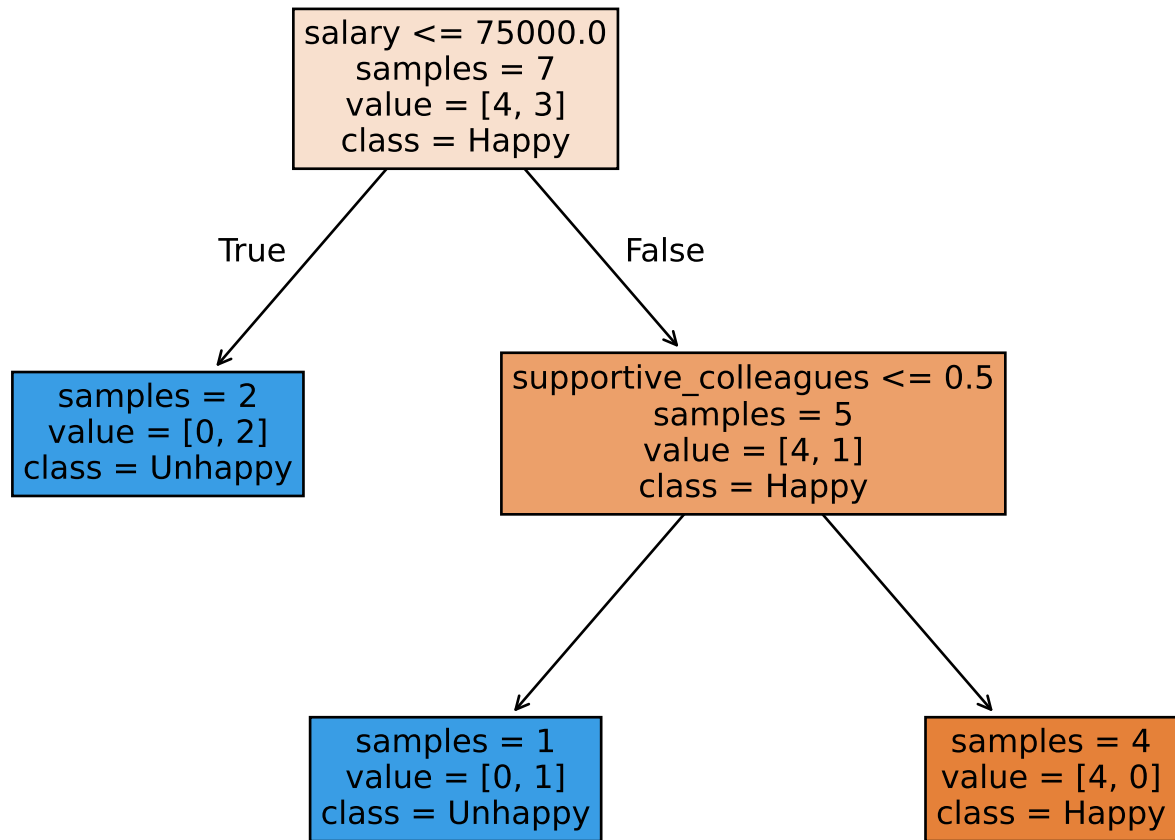 salary <= 75000.0
samples = 7
value = [4, 3]
class = Happy
True
False
samples = 2
value = [0, 2]
class = Unhappy
supportive_colleagues <= 0.5
samples = 5
value = [4, 1]
class = Happy
samples = 1
value = [0, 1]
class = Unhappy
samples = 4
value = [4, 0]
class = Happy